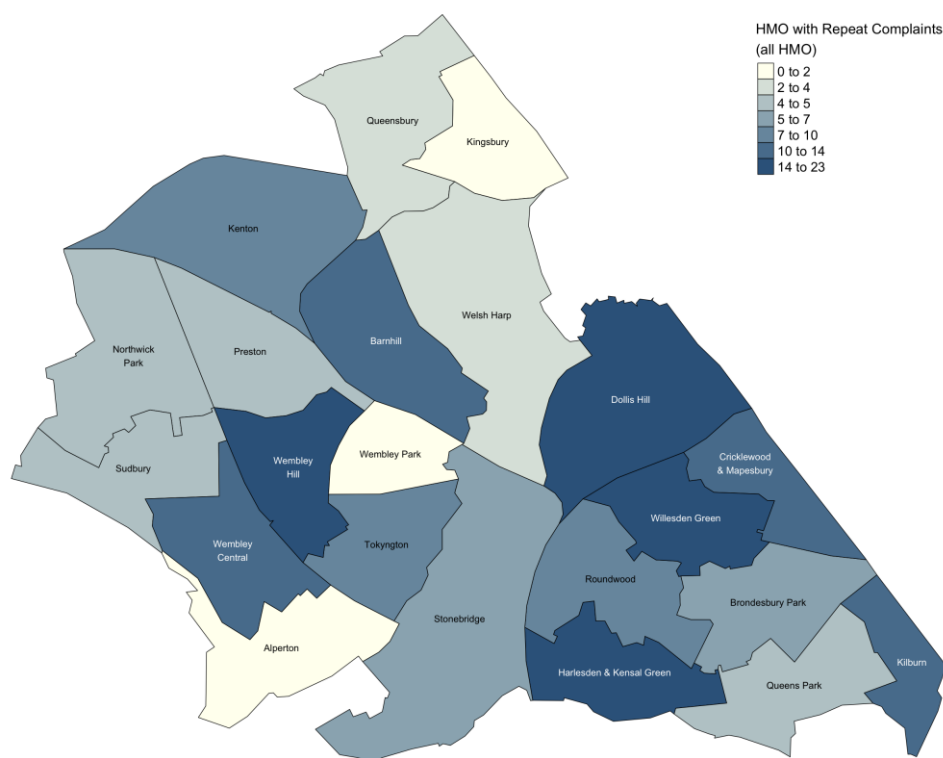 HMO with Repeat Complaints
(all HMO)
0 to 2
2 to 4
4 to 5
5 to 7
7 to 10
10 to 14
14 to 23
Queensbury
Kingsbury
Kenton
Welsh Harp
Barnhill
Northwick
Park
Preston
Dollis Hill
Wembley Park
Cricklewood
& Mapesbury
Wembley
Hill
Sudbury
Willesden Green
Wembley
Central
Tokyngton
Roundwood
Brondesbury Park
Stonebridge
Alperton
Kilburn
Harlesden & Kensal Green
Queens Park